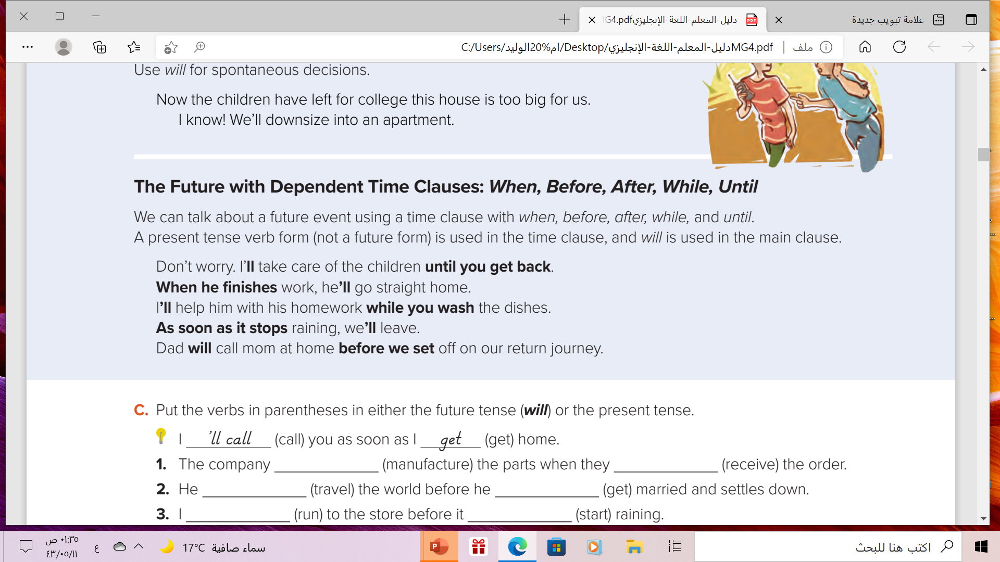 دليل-المعلم-اللغة-الإنجليزيMG4.pdf
علامة تبويب جديدة
C:/Users/ام%20الوليد/Desktop/دليل-المعلم-اللغة-الإنجليزيMG4.pdf
ملف
Use will for spontaneous decisions.
Now the children have left for college this house is too big for us.
I know! We’ll downsize into an apartment.
The Future with Dependent Time Clauses: When, Before, After, While, Until
We can talk about a future event using a time clause with when, before, after, while, and until.
A present tense verb form (not a future form) is used in the time clause, and will is used in the main clause.
Don’t worry. I’ll take care of the children until you get back.
When he finishes work, he’ll go straight home.
I’ll help him with his homework while you wash the dishes.
As soon as it stops raining, we’ll leave.
Dad will call mom at home before we set off on our return journey.
C. Put the verbs in parentheses in either the future tense (will) or the present tense.
I ’ll call (call) you as soon as I get (get) home.
1. The company ____________ (manufacture) the parts when they ____________ (receive) the order.
2. He ____________ (travel) the world before he ____________ (get) married and settles down.
3. I ____________ (run) to the store before it ____________ (start) raining.
٠١:٣٥ ص
٤٣/٠٥/١١
ع
17°C سماء صافية
اكتب هنا للبحث